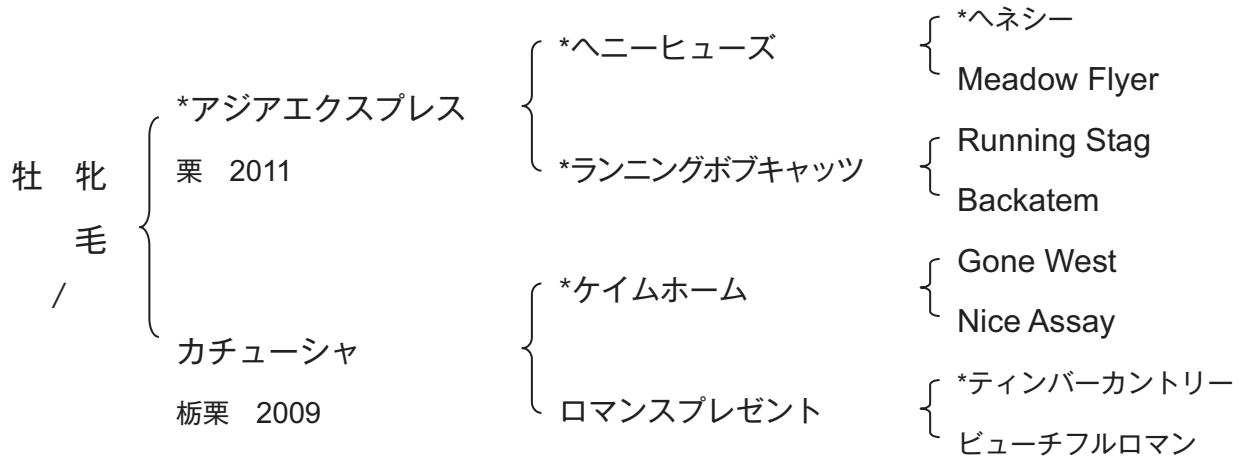 牡 牝
毛
/
*アジアエクスプレス
栗 2011
カチューシャ
栃栗 2009
*ヘニーヒューズ
*ランニングボブキャッツ
*ケイムホーム
ロマンスプレゼント
*ヘネシー
Meadow Flyer
Running Stag
Backatem
Gone West
Nice Assay
*ティンバーカントリー
ビューチフルロマン